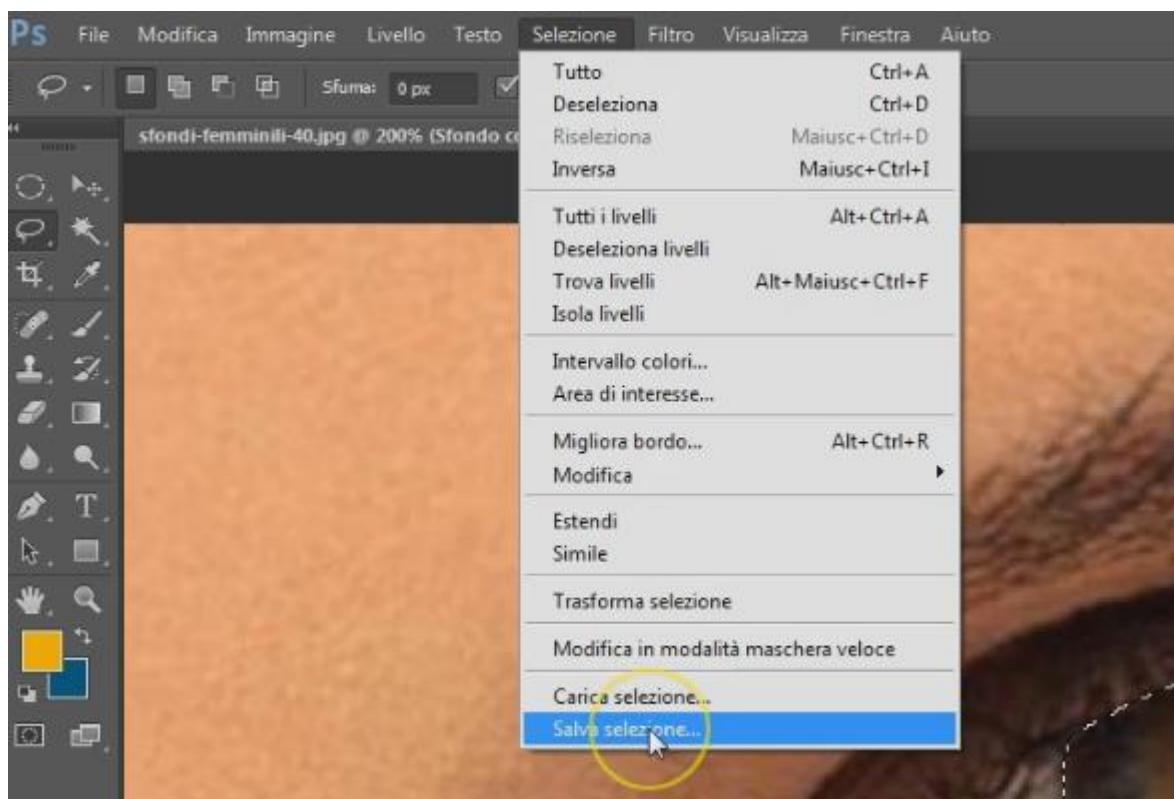 Ps File Modifica Immagine Livello Testo Selezione Filtro Visualizza Finestra Aiuto
Sfuma: 0 px
sfondi-femminili-40.jpg @ 200% (Sfondo
Tutto Ctrl+A
Deseleziona Ctrl+D
Riseleziona Maiusc+Ctrl+D
Inversa Maiusc+Ctrl+I
Tutti i livelli Alt+Ctrl+A
Deseleziona livelli
Trova livelli Alt+Maiusc+Ctrl+F
Isola livelli
Intervallo colori...
Area di interesse...
Migliora bordo... Alt+Ctrl+R
Modifica
Estendi
Simile
Trasforma selezione
Modifica in modalità maschera veloce
Carica selezione...
Salva selezione...